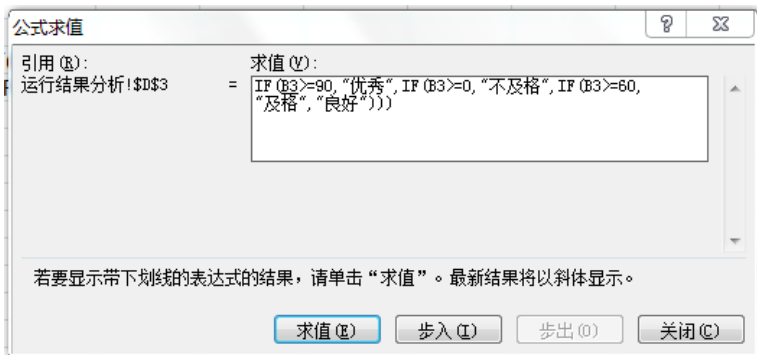 公式求值
引用(R): 求值(V):
运行结果分析!$D$3 = IF(B3>=90,"优秀",IF(B3>=0,"不及格",IF(B3>=60,
"及格","良好")))
若要显示带下划线的表达式的结果，请单击“求值”。最新结果将以斜体显示。
求值(E) 步入(I) 步出(O) 关闭(C)